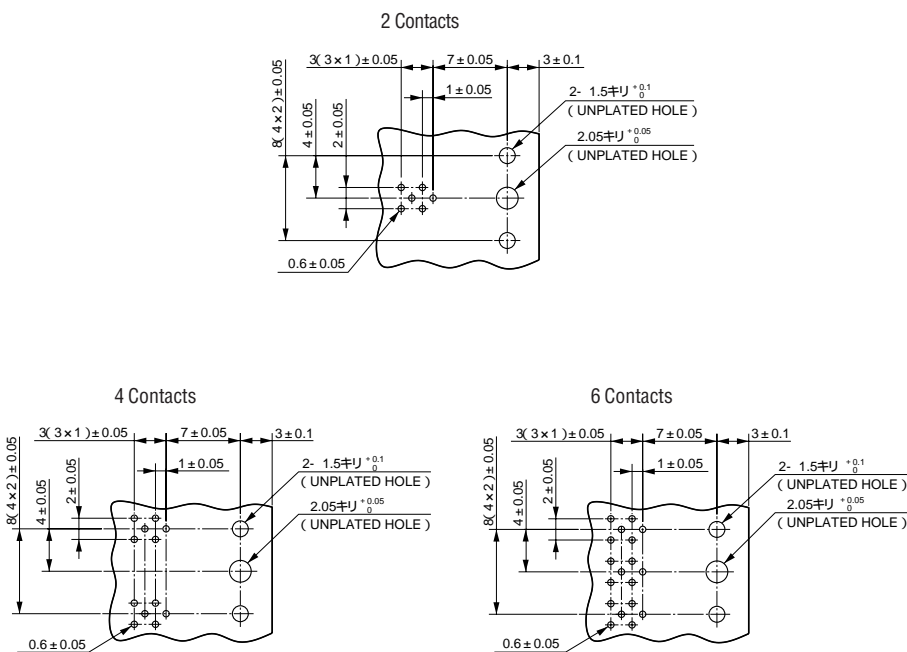 2 Contacts
3( 3×1 )±0.05
7±0.05
3±0.1
1±0.05
8( 4×2 )±0.05
4±0.05
2±0.05
2- 1.5キリ +0.1 0
( UNPLATED HOLE )
2.05キリ +0.05 0
( UNPLATED HOLE )
0.6±0.05
4 Contacts
3( 3×1 )±0.05
7±0.05
3±0.1
1±0.05
8( 4×2 )±0.05
4±0.05
2±0.05
2- 1.5キリ +0.1 0
( UNPLATED HOLE )
2.05キリ +0.05 0
( UNPLATED HOLE )
0.6±0.05
6 Contacts
3( 3×1 )±0.05
7±0.05
3±0.1
1±0.05
8( 4×2 )±0.05
4±0.05
2±0.05
2- 1.5キリ +0.1 0
( UNPLATED HOLE )
2.05キリ +0.05 0
( UNPLATED HOLE )
0.6±0.05